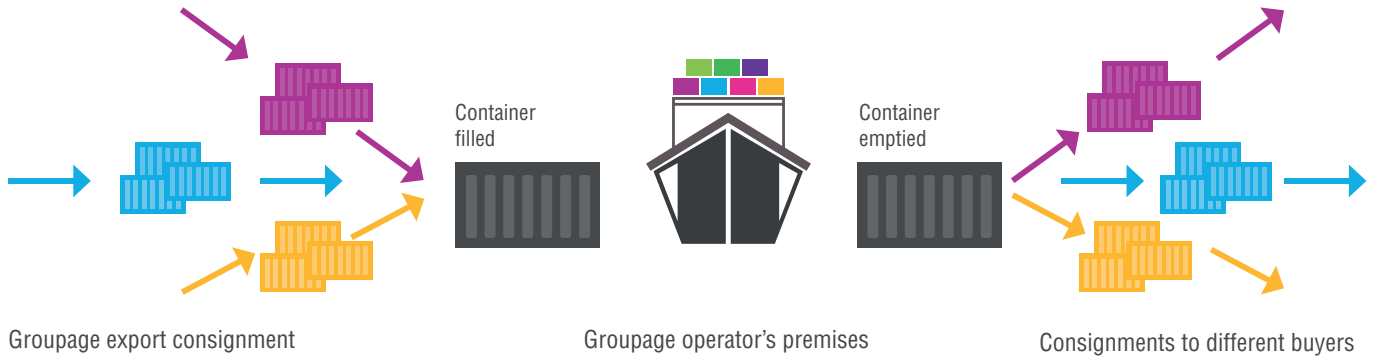 Container
filled
Container
emptied
Groupage export consignment
Groupage operator’s premises
Consignments to different buyers